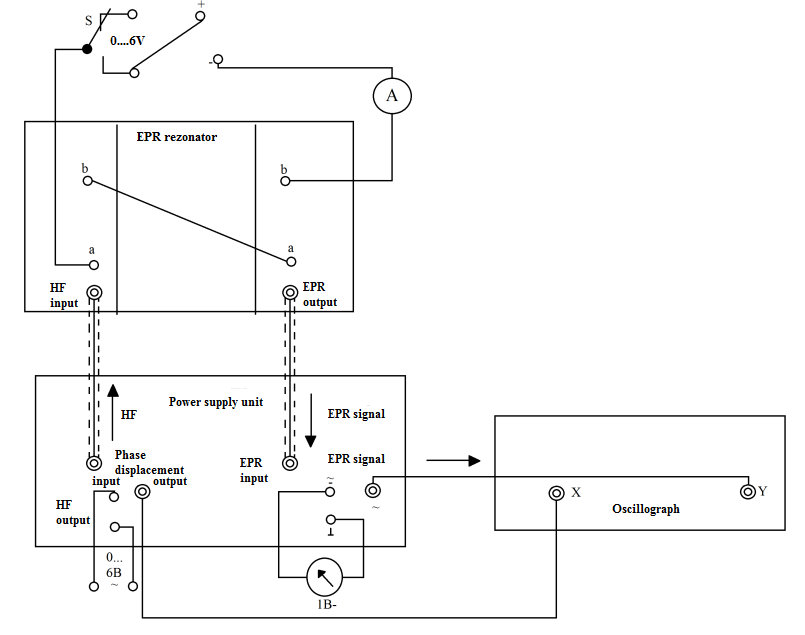 +
S
0....6V
-
A
EPR rezonator
b
b
a
a
HF
input
EPR
output
Power supply unit
HF
EPR signal
Phase
displacement
input
output
EPR
input
EPR signal
~
~
HF
output
X
Y
Oscillograph
0...
6B
~
1B-